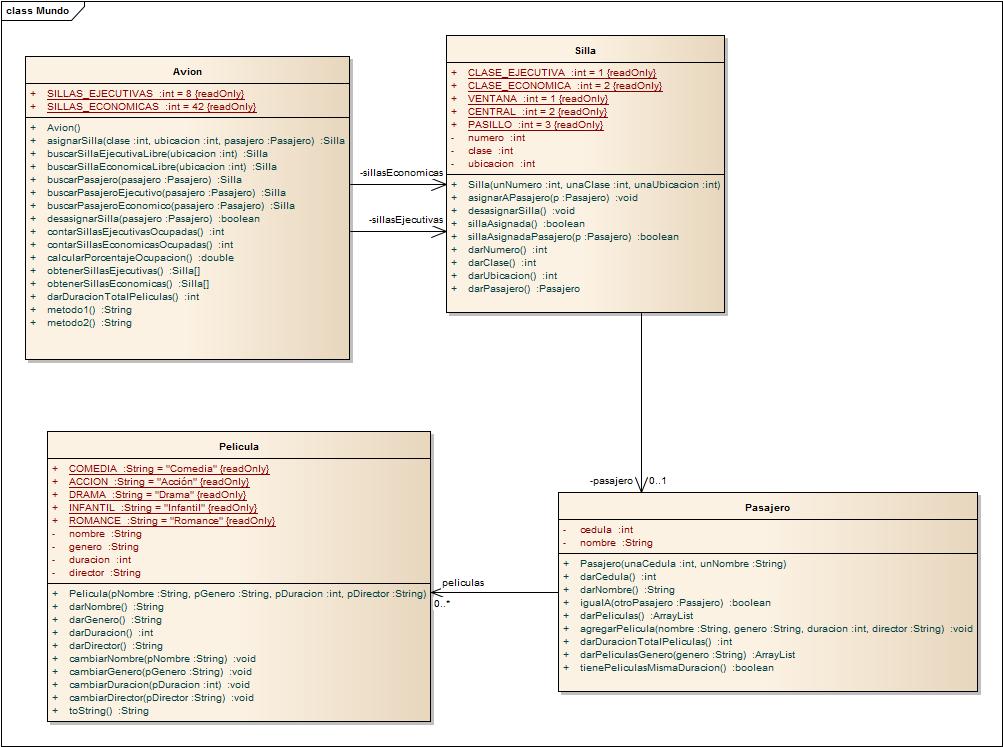 class Mundo
Avion
+ SILLAS_EJECUTIVAS :int = 8 {readOnly}
+ SILLAS_ECONOMICAS :int = 42 {readOnly}
+ Avion()
+ asignarSilla(clase :int, ubicacion :int, pasajero :Pasajero) :Silla
+ buscarSillaEjecutivaLibre(ubicacion :int) :Silla
+ buscarSillaEconomicaLibre(ubicacion :int) :Silla
+ buscarPasajero(pasajero :Pasajero) :Silla
+ buscarPasajeroEjecutivo(pasajero :Pasajero) :Silla
+ buscarPasajeroEconomico(pasajero :Pasajero) :Silla
+ desasignarSilla(pasajero :Pasajero) :boolean
+ contarSillasEjecutivasOcupadas() :int
+ contarSillasEconomicasOcupadas() :int
+ calcularPorcentajeOcupacion() :double
+ obtenerSillasEjecutivas() :Silla[]
+ obtenerSillasEconomicas() :Silla[]
+ darDuracionTotalPeliculas() :int
+ metodo1() :String
+ metodo2() :String
-sillasEconomicas
-sillasEjecutivas
Silla
+ CLASE_EJECUTIVA :int = 1 {readOnly}
+ CLASE_ECONOMICA :int = 2 {readOnly}
+ VENTANA :int = 1 {readOnly}
+ CENTRAL :int = 2 {readOnly}
+ PASILLO :int = 3 {readOnly}
- numero :int
- clase :int
- ubicacion :int
+ Silla(unNumero :int, unaClase :int, unaUbicacion :int)
+ asignarAPasajero(p :Pasajero) :void
+ desasignarSilla() :void
+ sillaAsignada() :boolean
+ sillaAsignadaPasajero(p :Pasajero) :boolean
+ darNumero() :int
+ darClase() :int
+ darUbicacion() :int
+ darPasajero() :Pasajero
-pasajero 0..1
Pelicula
+ COMEDIA :String = "Comedia" {readOnly}
+ ACCION :String = "Acción" {readOnly}
+ DRAMA :String = "Drama" {readOnly}
+ INFANTIL :String = "Infantil" {readOnly}
+ ROMANCE :String = "Romance" {readOnly}
- nombre :String
- genero :String
- duracion :int
- director :String
+ Pelicula(pNombre :String, pGenero :String, pDuracion :int, pDirector :String)
+ darNombre() :String
+ darGenero() :String
+ darDuracion() :int
+ darDirector() :String
+ cambiarNombre(pNombre :String) :void
+ cambiarGenero(pGenero :String) :void
+ cambiarDuracion(pDuracion :int) :void
+ cambiarDirector(pDirector :String) :void
+ toString() :String
peliculas
0..*
Pasajero
- cedula :int
- nombre :String
+ Pasajero(unaCedula :int, unNombre :String)
+ darCedula() :int
+ darNombre() :String
+ igualA(otroPasajero :Pasajero) :boolean
+ darPeliculas() :ArrayList
+ agregarPelicula(nombre :String, genero :String, duracion :int, director :String) :void
+ darDuracionTotalPeliculas() :int
+ darPeliculasGenero(genero :String) :ArrayList
+ tienePeliculasMismaDuracion() :boolean